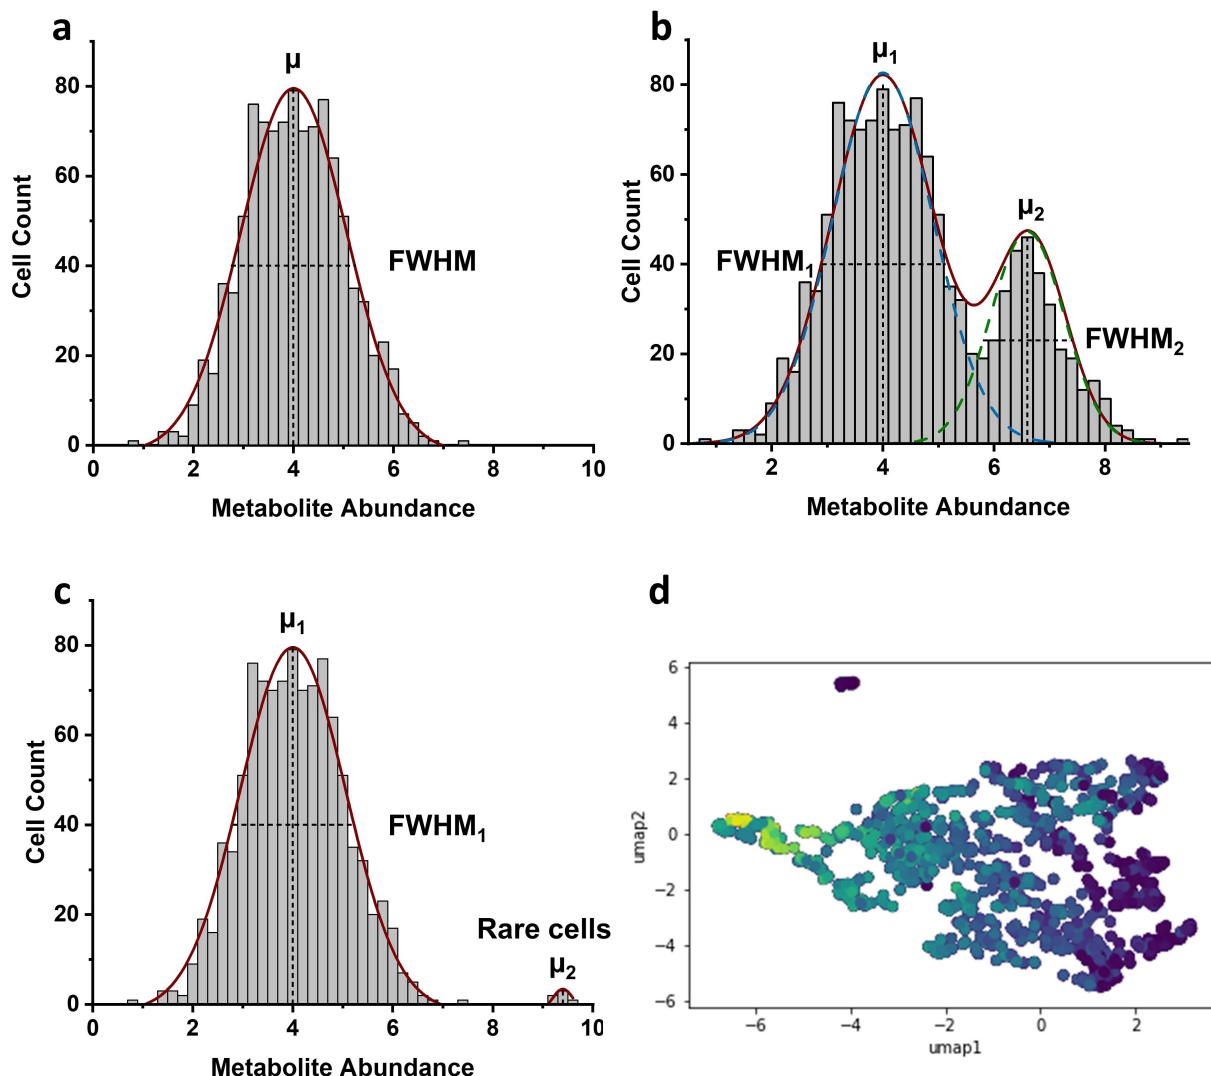 a
µ
FWHM
Cell Count
80
60
40
20
0
0 2 4 6 8 10
Metabolite Abundance
b
µ1
µ2
FWHM1
FWHM2
Cell Count
80
60
40
20
0
2 4 6 8
Metabolite Abundance
c
µ1
FWHM1
Rare cells
µ2
Cell Count
80
60
40
20
0
0 2 4 6 8 10
Metabolite Abundance
d
umap2
6
4
2
0
−2
−4
−6
−6 −4 −2 0 2
umap1